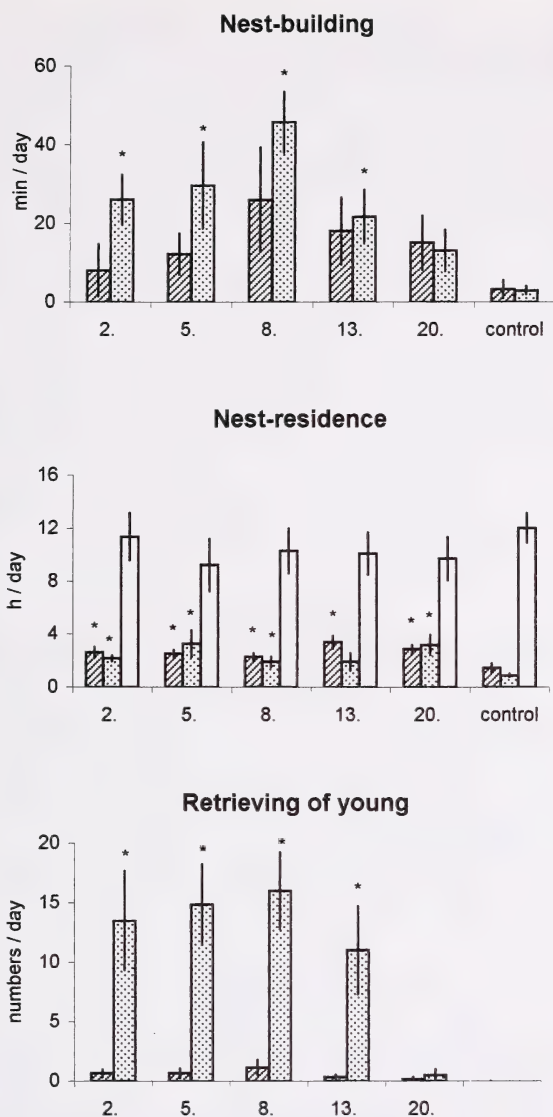 Nest-building
60
40
20
0
min / day
* * * *
2. 5. 8. 13. 20. control
Nest-residence
16
12
8
4
0
h / day
* * * * * * * * *
2. 5. 8. 13. 20. control
Retrieving of young
20
15
10
5
0
numbers / day
* * * *
2. 5. 8. 13. 20.